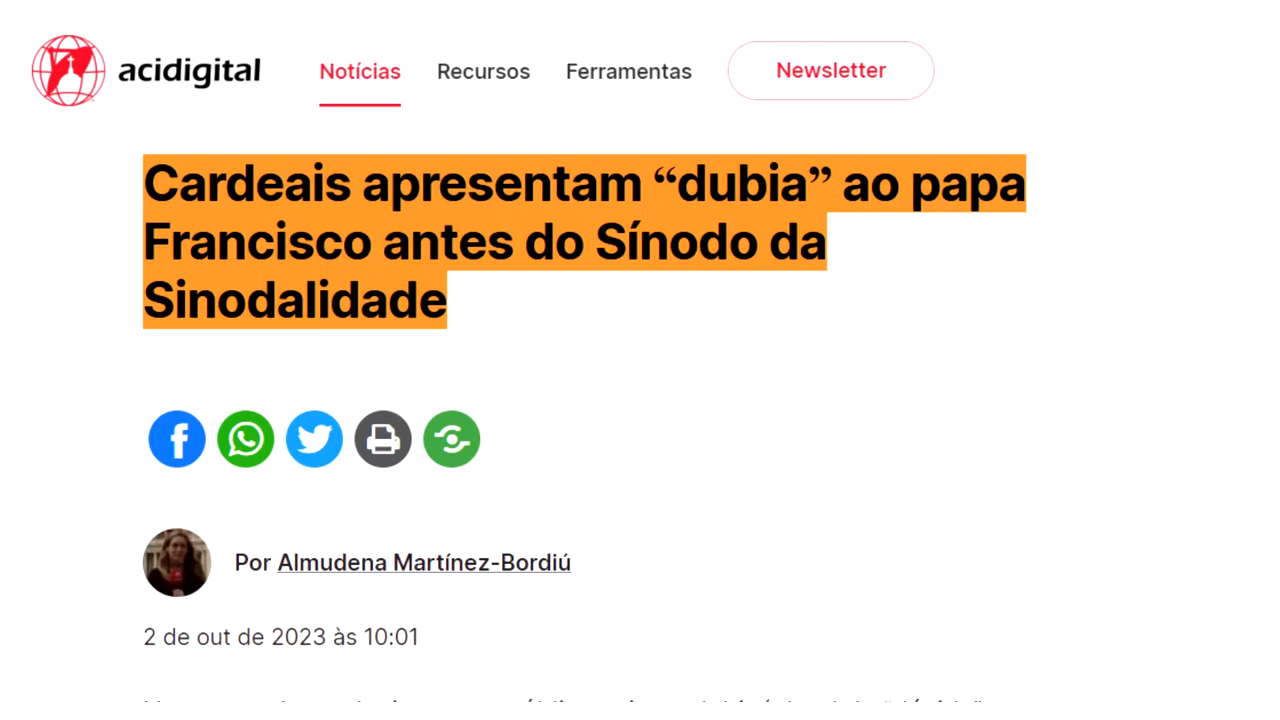 acidigital
Notícias
Recursos
Ferramentas
Newsletter
Cardeais apresentam “dubia” ao papa
Francisco antes do Sínodo da
Sinodalidade
Por Almudena Martínez-Bordiú
2 de out de 2023 às 10:01